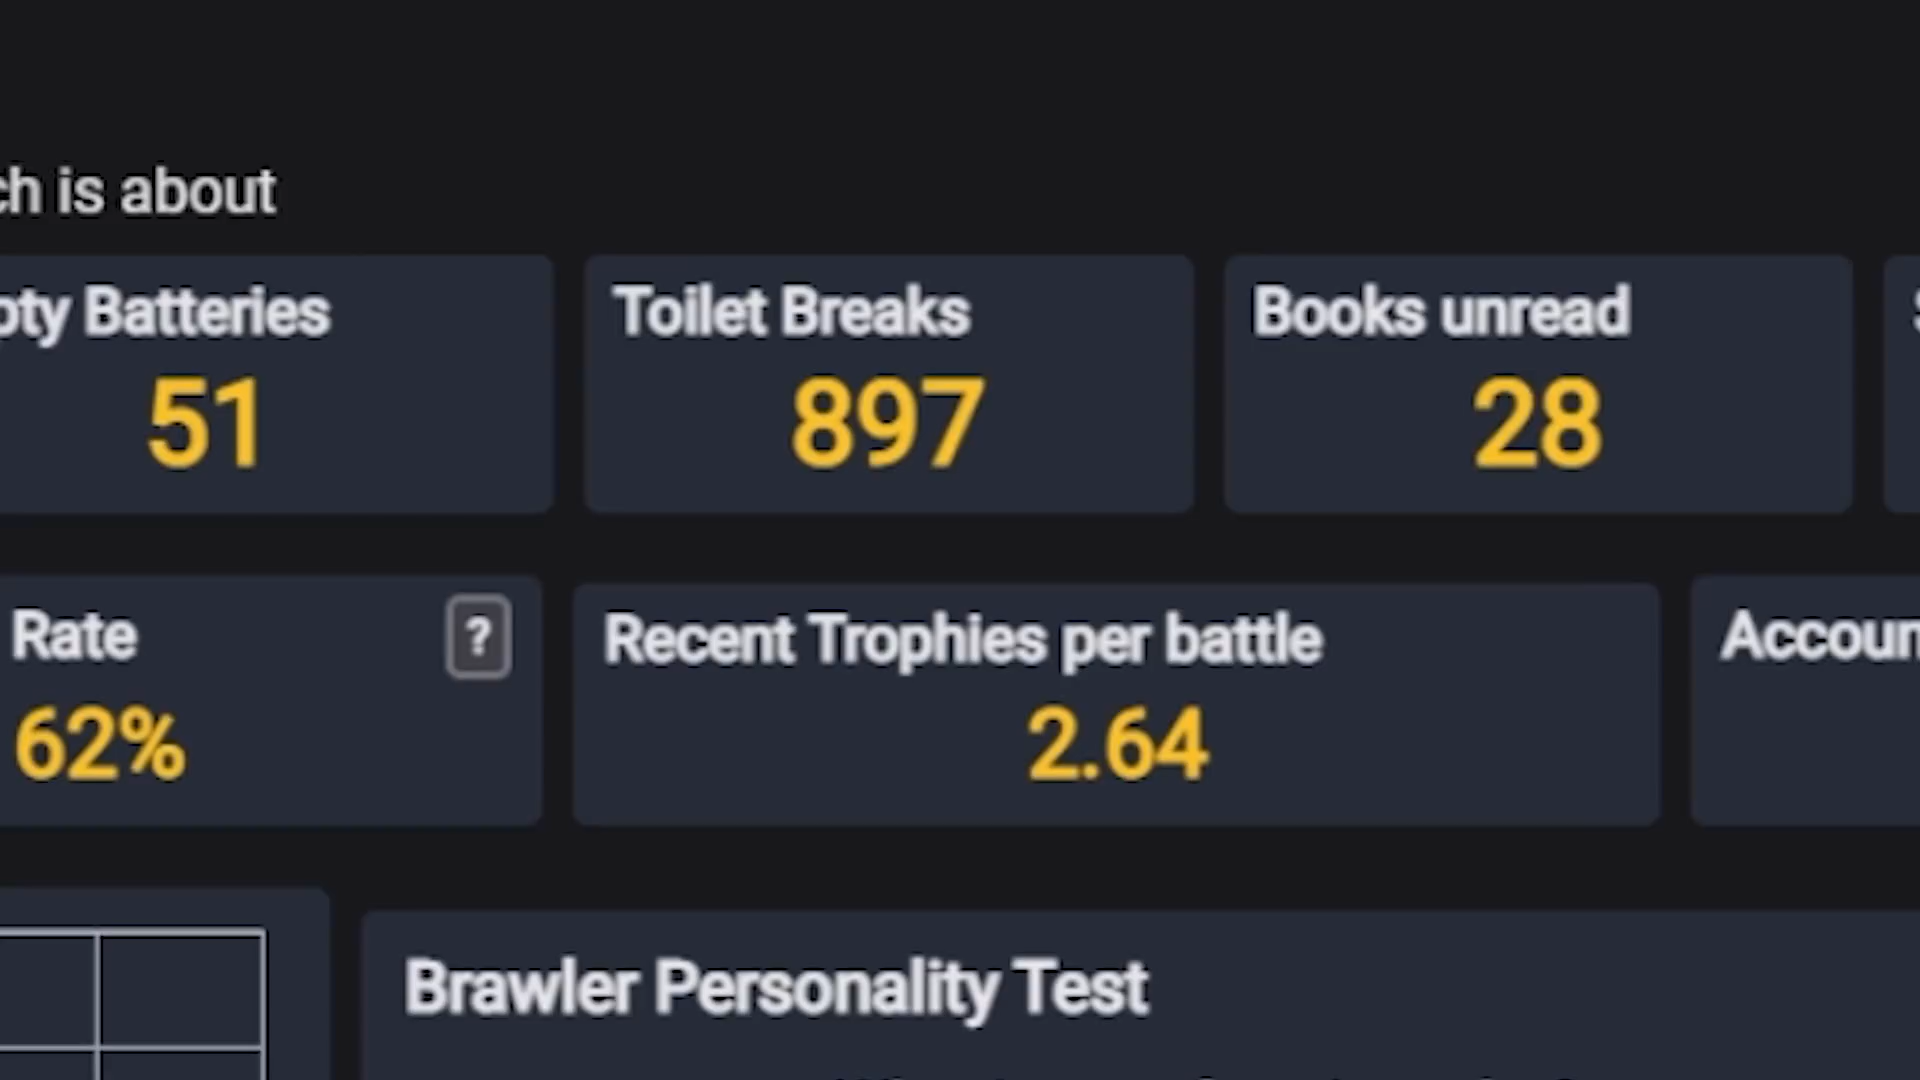 ch is about
pty Batteries
51
Toilet Breaks
897
Books unread
28
Rate
?
62%
Recent Trophies per battle
2.64
Accoun
Brawler Personality Test